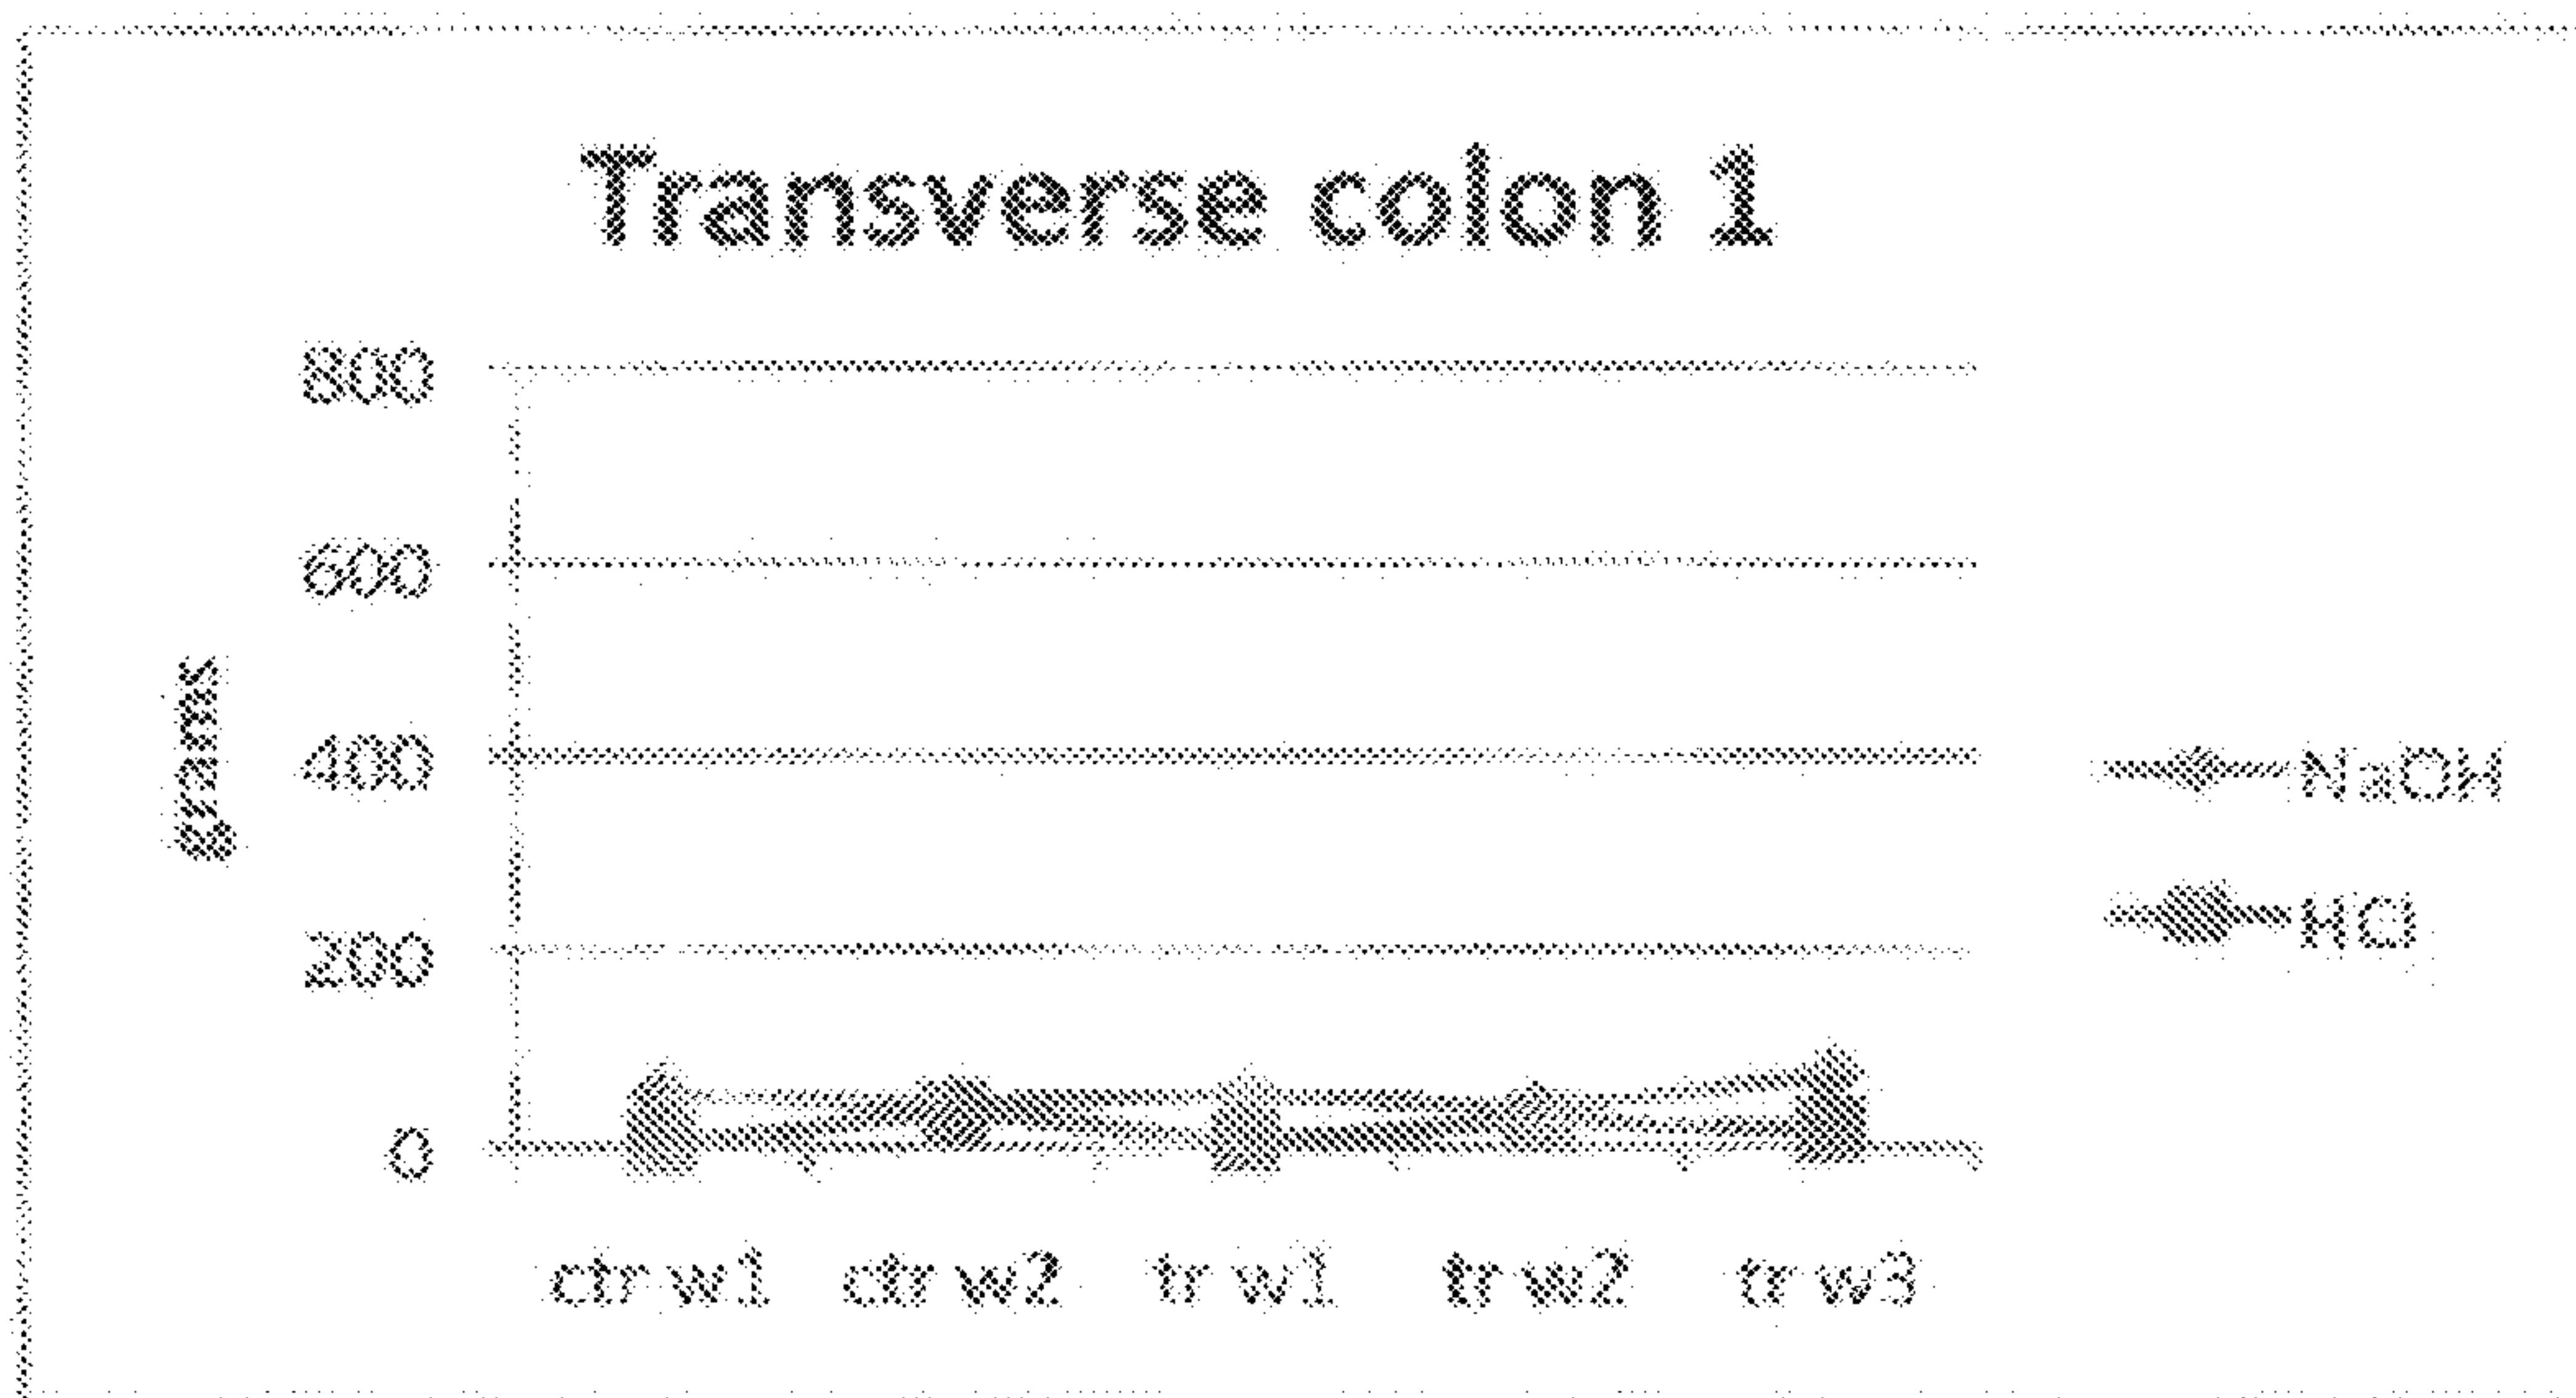 Transverse colon 1
800
600
400
200
0
grams
ctr w1
ctr w2
tr w1
tr w2
tr w3
NaOH
HCl